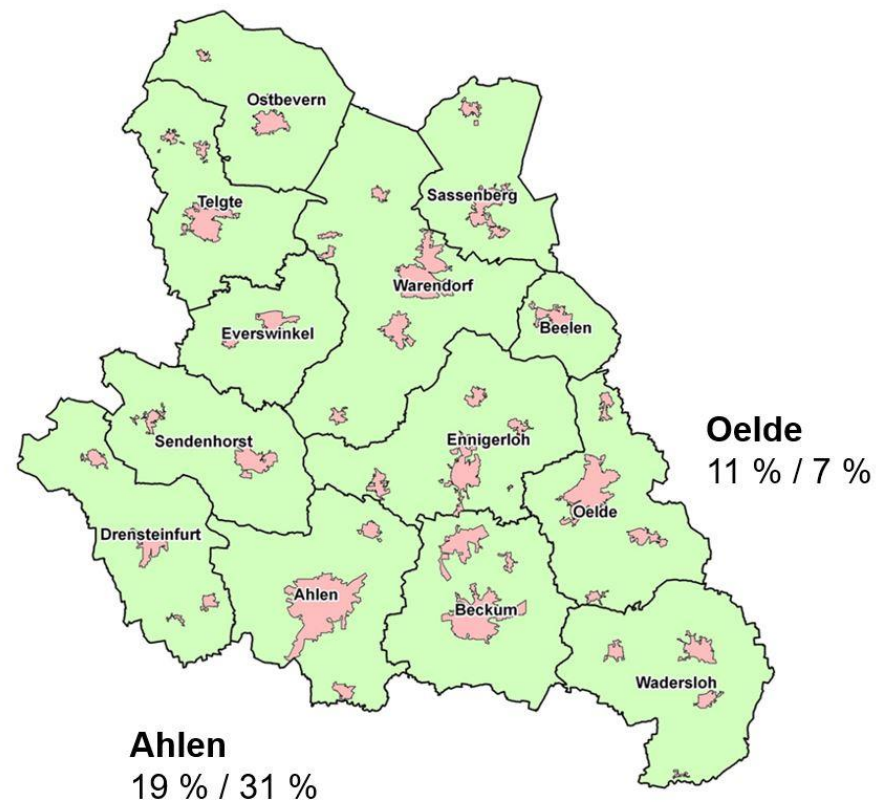 Ostbevern
Sassenberg
Telgte
Warendorf
Beelen
Everswinkel
Ennigerloh
Sendenhorst
Oelde
11 % / 7 %
Oelde
Drensteinfurt
Ahlen
Beckum
Wadersloh
Ahlen
19 % / 31 %